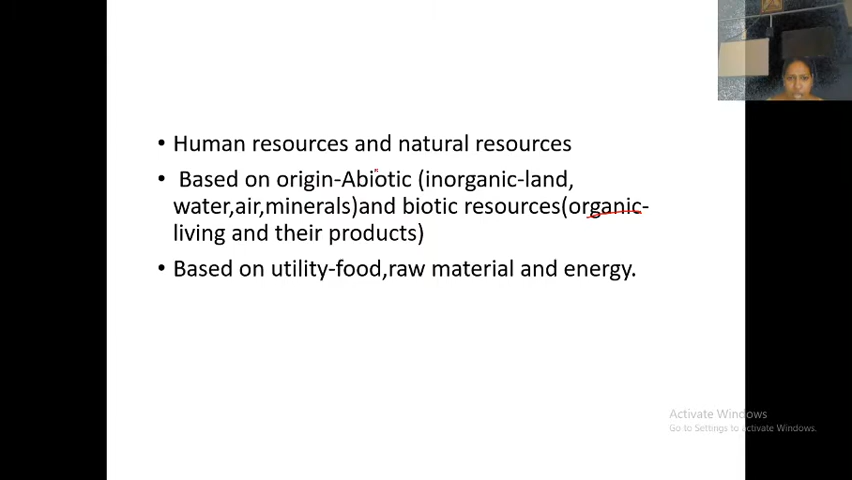 • Human resources and natural resources
• Based on origin-Abiotic (inorganic-land,
water,air,minerals)and biotic resources(organic-
living and their products)
• Based on utility-food,raw material and energy.
Activate Windows
Go to Settings to activate Windows.